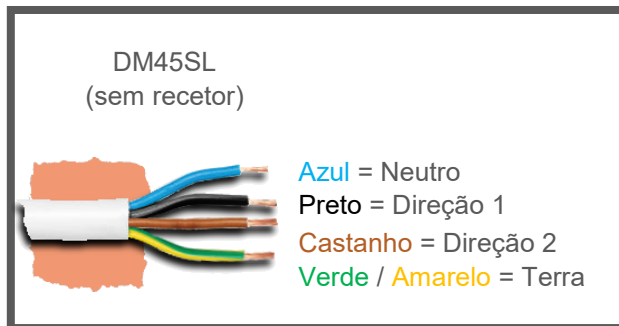 DM45SL
(sem recetor)
Azul = Neutro
Preto = Direção 1
Castanho = Direção 2
Verde / Amarelo = Terra